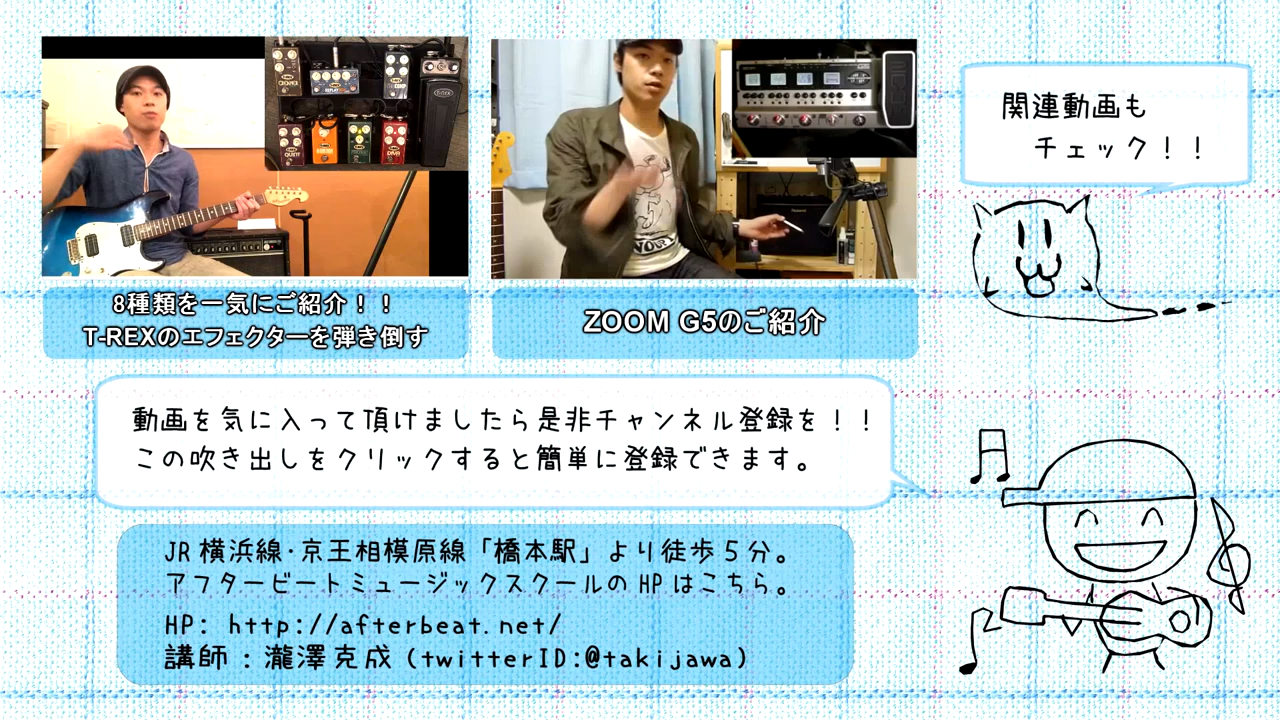 関連動画も
チェック！！
8種類を一気にご紹介！！
T-REXのエフェクターを弾き倒す
ZOOM G5のご紹介
動画を気に入って頂けましたら是非チャンネル登録を！！
この吹き出しをクリックすると簡単に登録できます。
JR横浜線･京王相模原線「橋本駅」より徒歩5分。
アフタービートミュージックスクールのHPはこちら。
HP: http://afterbeat.net/
講師：瀧澤克成 (twitterID:@takijawa)